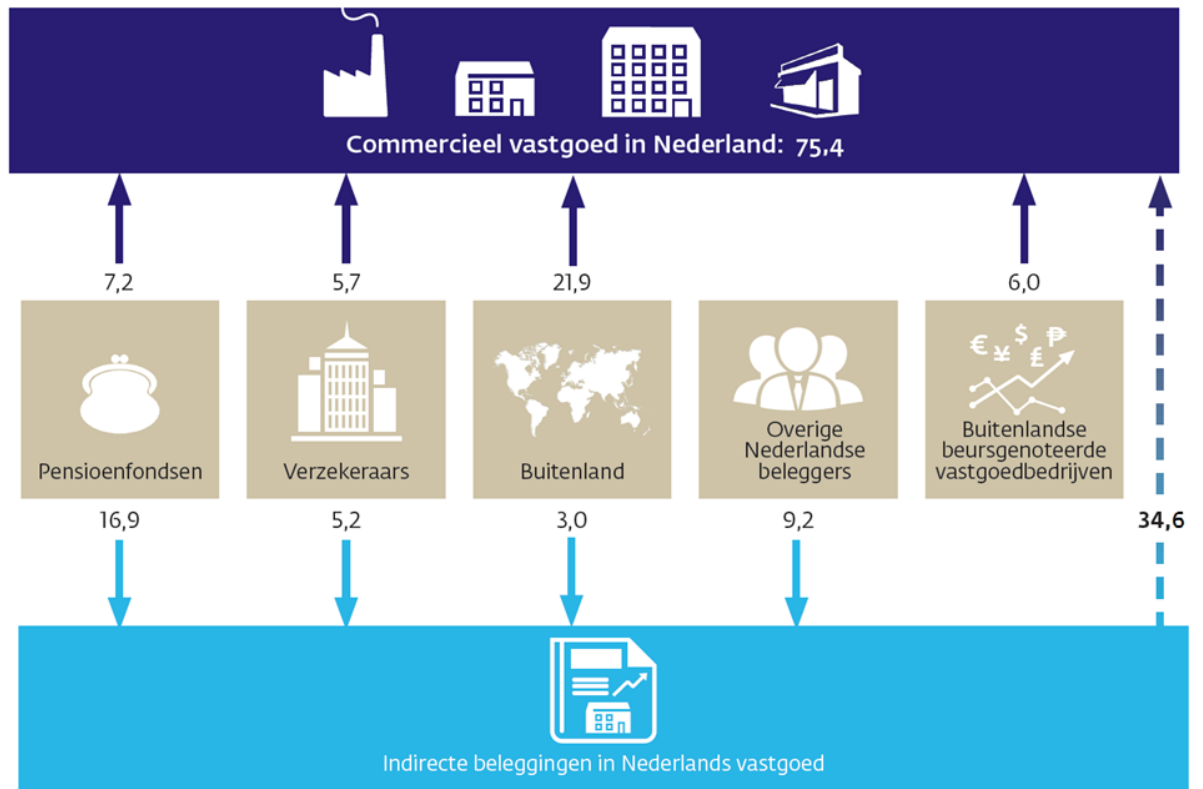 Commercieel vastgoed in Nederland: 75,4
7,2
5,7
21,9
6,0
€ ¥ $ £ ₱
Pensioenfondsen
Verzekeraars
Buitenland
Overige
Nederlandse
beleggers
Buitenlandse
beursgenoteerde
vastgoedbedrijven
16,9
5,2
3,0
9,2
34,6
Indirecte beleggingen in Nederlands vastgoed